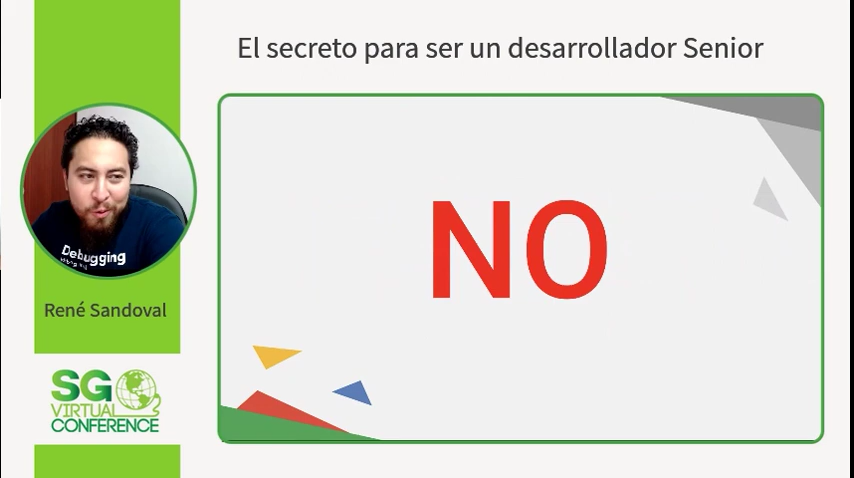 El secreto para ser un desarrollador Senior
NO
Debugging
René Sandoval
SG
VIRTUAL
CONFERENCE